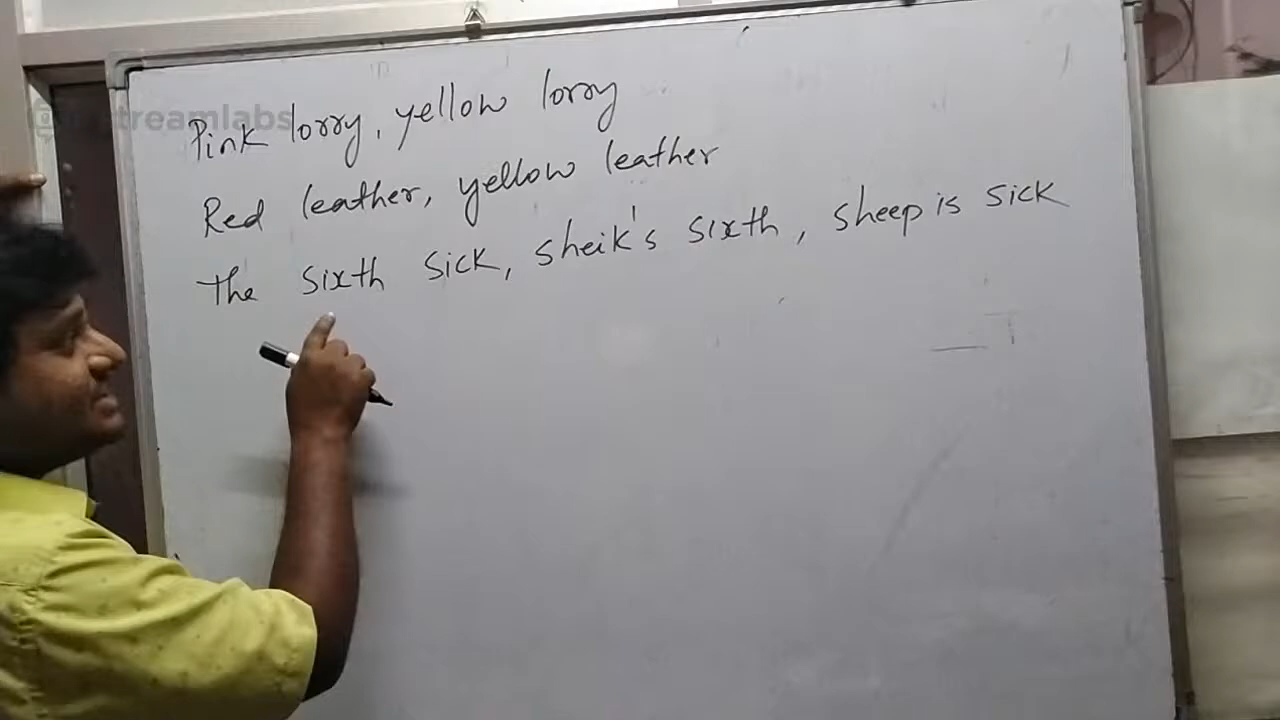 Pink lorry, yellow lorry
Red leather, yellow leather
The sixth sick, sheik's sixth, sheep is sick